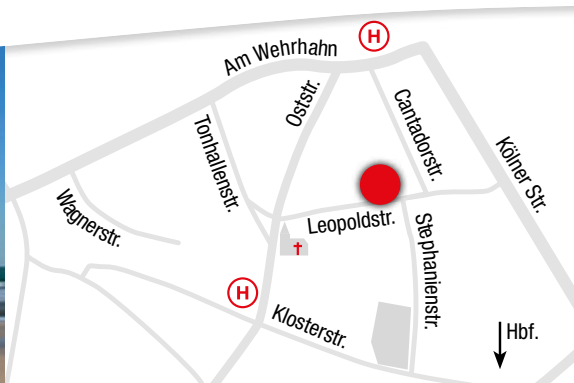 H
Am Wehrhahn
Oststr.
Cantadorstr.
Tonhallenstr.
Kölner Str.
Wagnerstr.
Leopoldstr.
Stephanienstr.
H
Klosterstr.
Hbf.